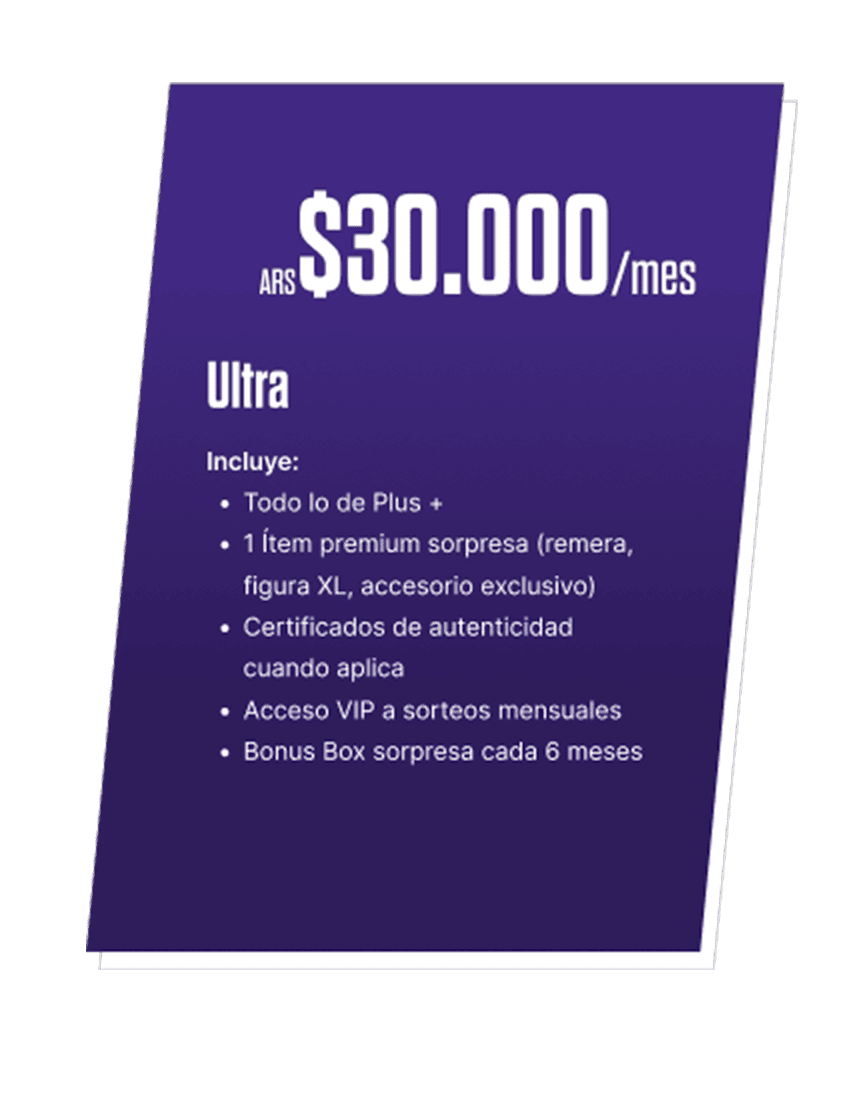 ARS$30.000/mes
Ultra
Incluye:
• Todo lo de Plus +
• 1 Ítem premium sorpresa (remera,
figura XL, accesorio exclusivo)
• Certificados de autenticidad
cuando aplica
• Acceso VIP a sorteos mensuales
• Bonus Box sorpresa cada 6 meses